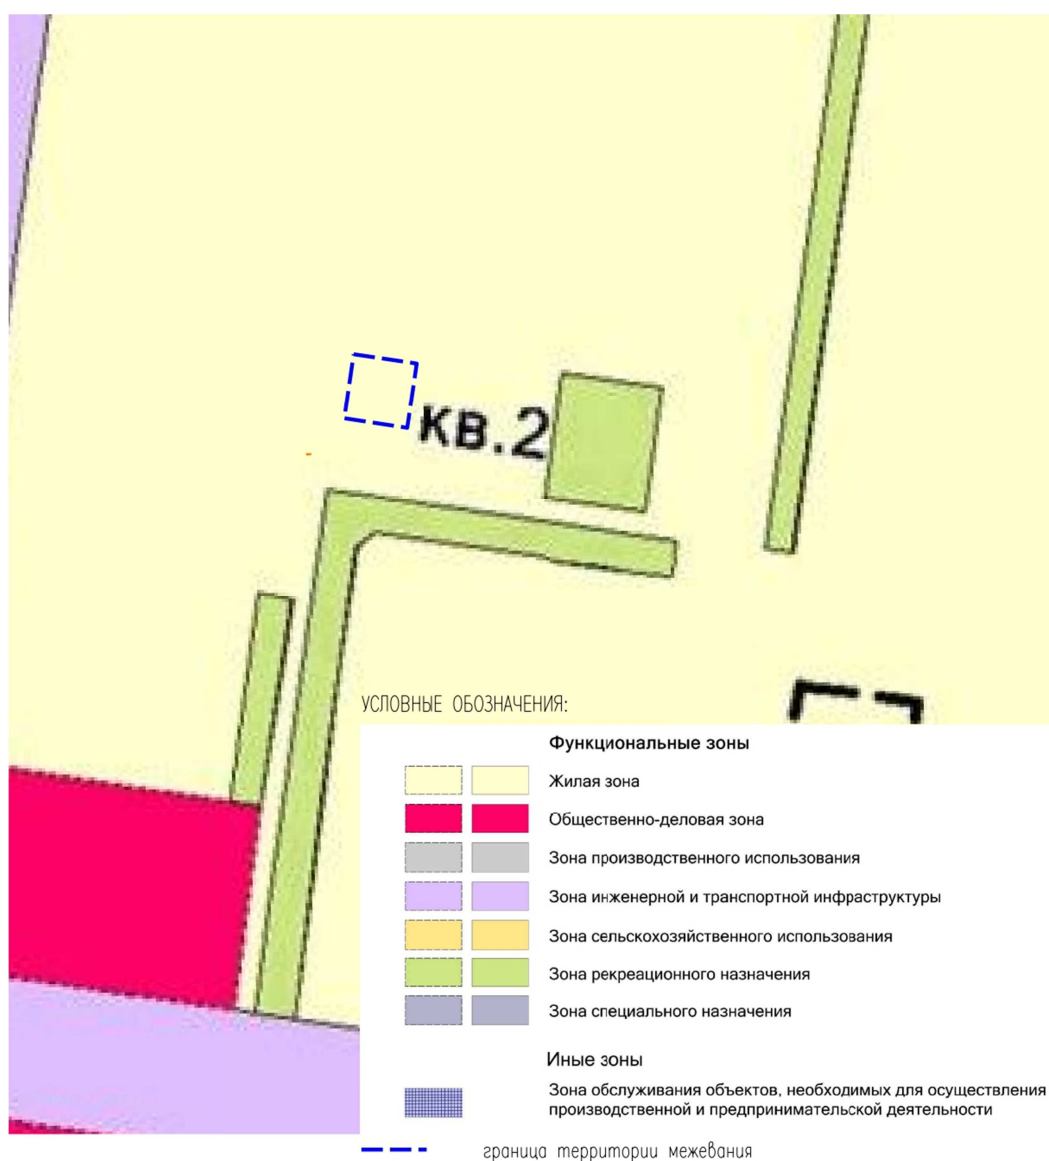 кв.2
УСЛОВНЫЕ ОБОЗНАЧЕНИЯ:
Функциональные зоны
Жилая зона
Общественно-деловая зона
Зона производственного использования
Зона инженерной и транспортной инфраструктуры
Зона сельскохозяйственного использования
Зона рекреационного назначения
Зона специального назначения
Иные зоны
Зона обслуживания объектов, необходимых для осуществления
производственной и предпринимательской деятельности
граница территории межевания